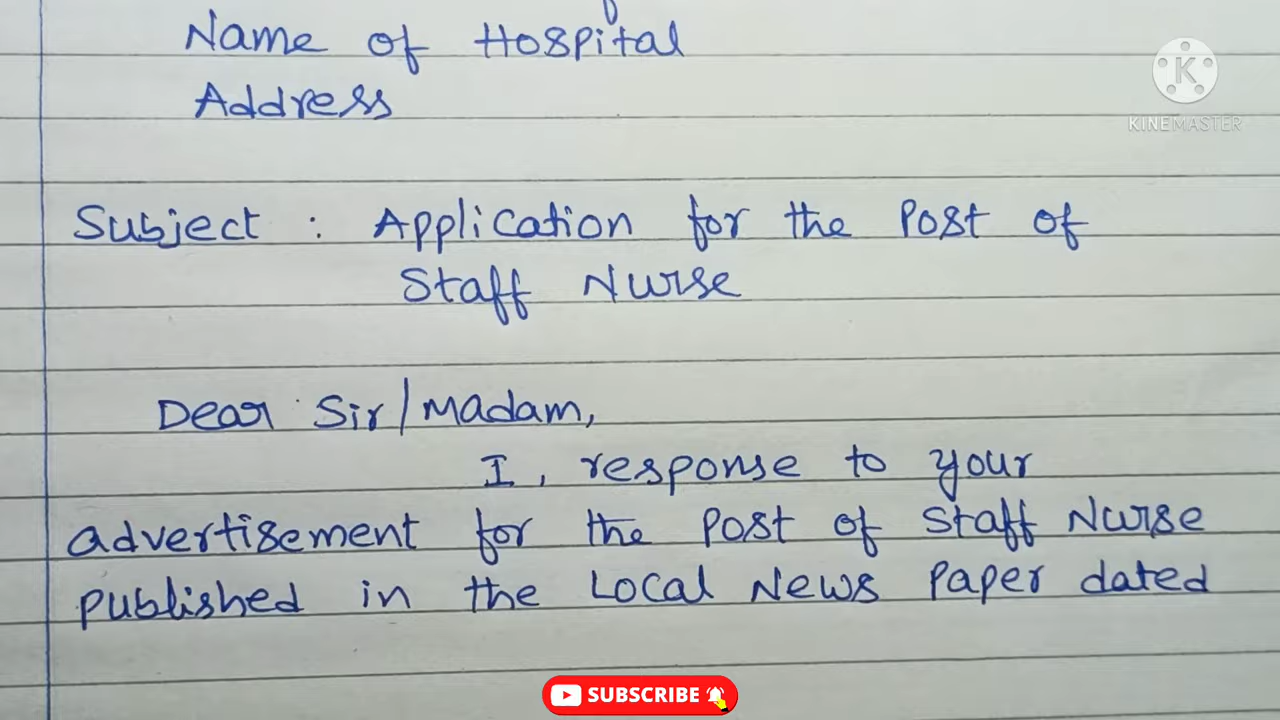 Name of Hospital
Address
KINEMASTER
Subject : Application for the Post of
Staff Nurse
Dear Sir/Madam,
I, response to your
advertisement for the Post of Staff Nurse
published in the Local News Paper dated
SUBSCRIBE